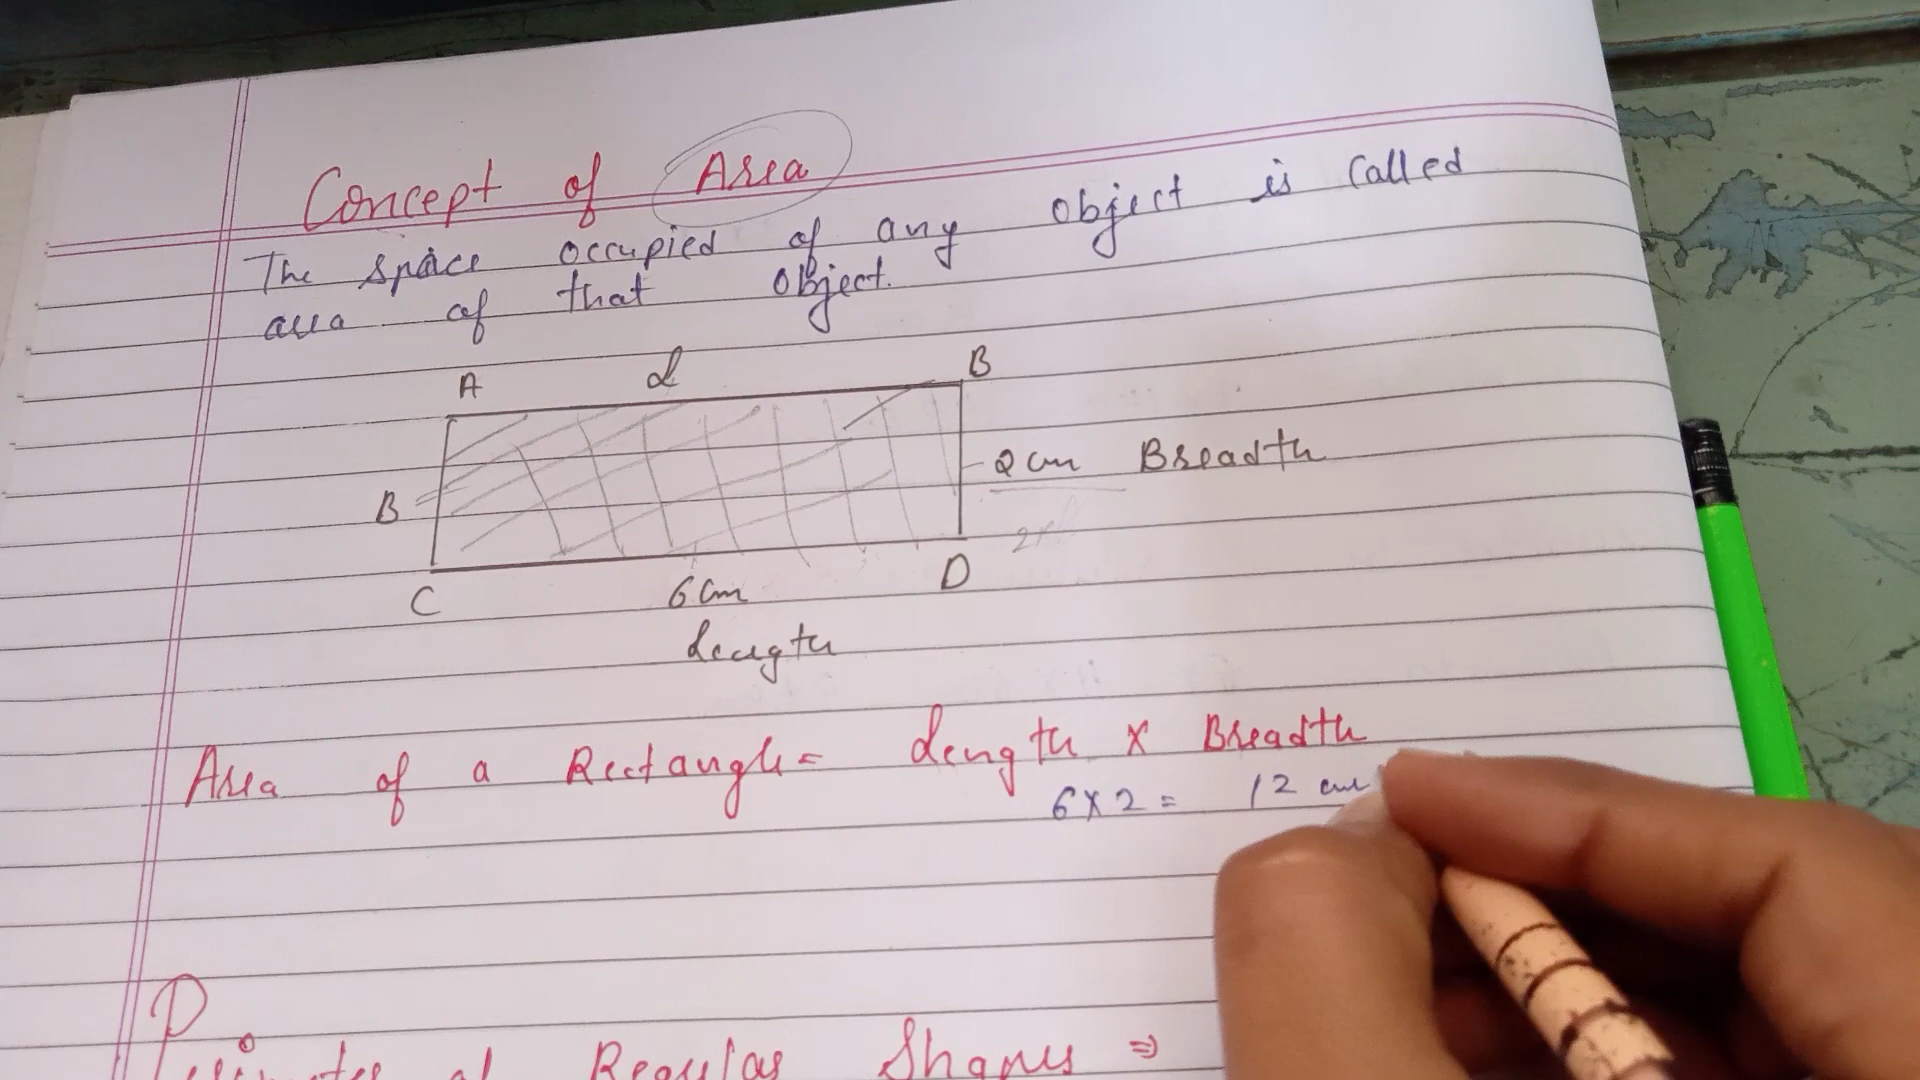 Concept of Area
The space occupied of any object is called
area of that object.
A L B
B 2 cm Breadth
C 6 cm D
Length
Area of a Rectangle = Length × Breadth
6 × 2 = 12 cm
P
of Regular Shapes ⇒